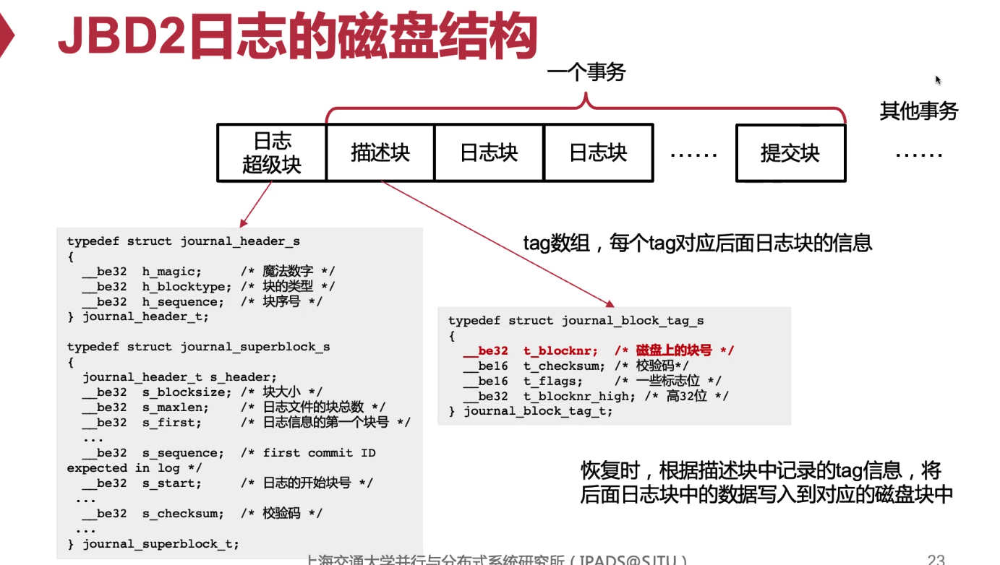 JBD2日志的磁盘结构
一个事务
其他事务
日志
超级块
描述块
日志块
日志块
……
提交块
……
typedef struct journal_header_s
{
__be32 h_magic; /* 魔法数字 */
__be32 h_blocktype; /* 块的类型 */
__be32 h_sequence; /* 块序号 */
} journal_header_t;
typedef struct journal_superblock_s
{
journal_header_t s_header;
__be32 s_blocksize; /* 块大小 */
__be32 s_maxlen; /* 日志文件的块总数 */
__be32 s_first; /* 日志信息的第一个块号 */
...
__be32 s_sequence; /* first commit ID
expected in log */
__be32 s_start; /* 日志的开始块号 */
...
__be32 s_checksum; /* 校验码 */
...
} journal_superblock_t;
tag数组，每个tag对应后面日志块的信息
typedef struct journal_block_tag_s
{
__be32 t_blocknr; /* 磁盘上的块号 */
__be16 t_checksum; /* 校验码*/
__be16 t_flags; /* 一些标志位 */
__be32 t_blocknr_high; /* 高32位 */
} journal_block_tag_t;
恢复时，根据描述块中记录的tag信息，将
后面日志块中的数据写入到对应的磁盘块中
上海交通大学并行与分布式系统研究所（IPADS@SJTU）
23